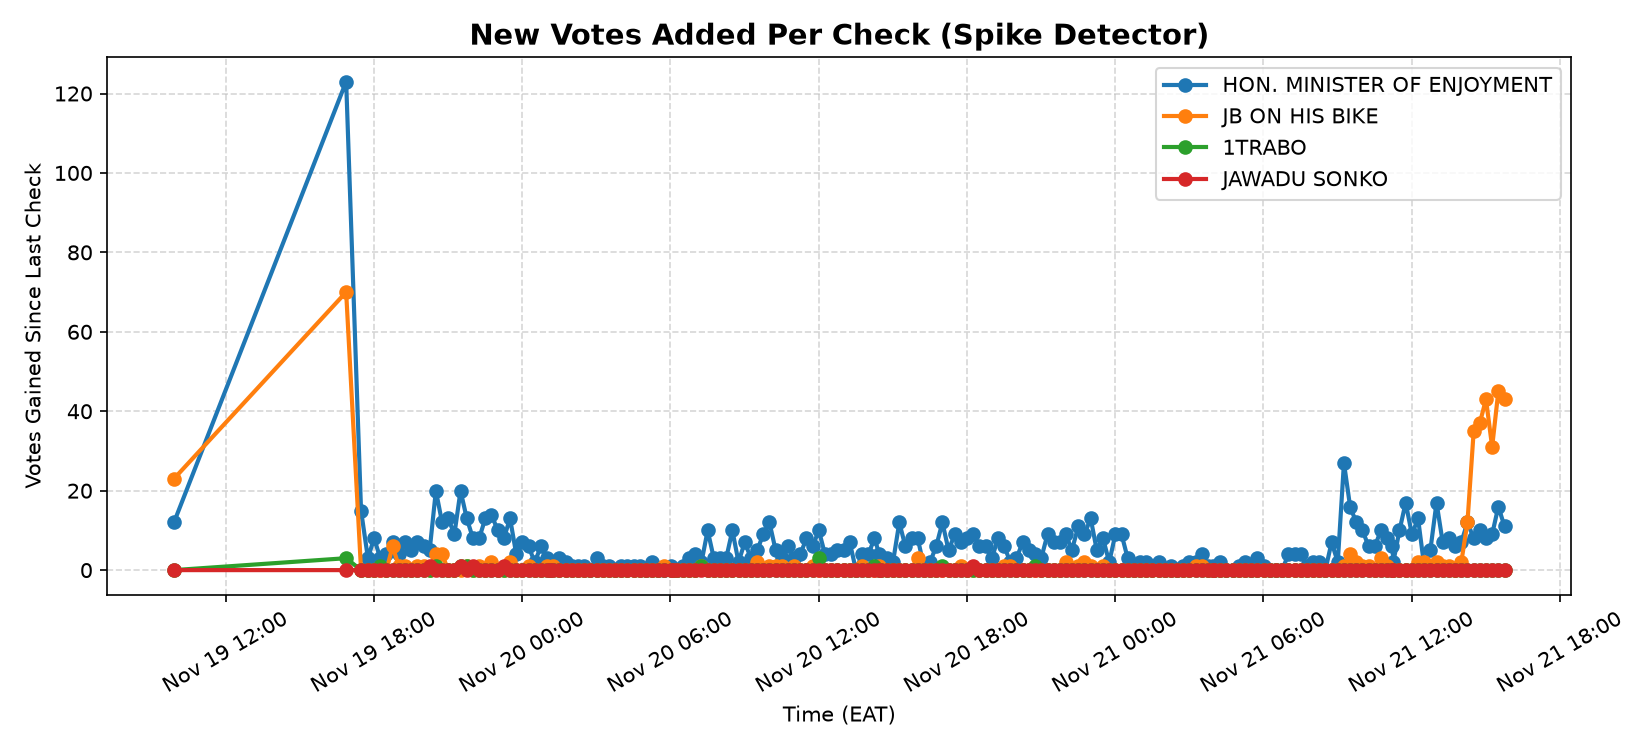 New Votes Added Per Check (Spike Detector)
HON. MINISTER OF ENJOYMENT
JB ON HIS BIKE
1TRABO
JAWADU SONKO
Votes Gained Since Last Check
120
100
80
60
40
20
0
Nov 19 12:00
Nov 19 18:00
Nov 20 00:00
Nov 20 06:00
Nov 20 12:00
Nov 20 18:00
Nov 21 00:00
Nov 21 06:00
Nov 21 12:00
Nov 21 18:00
Time (EAT)